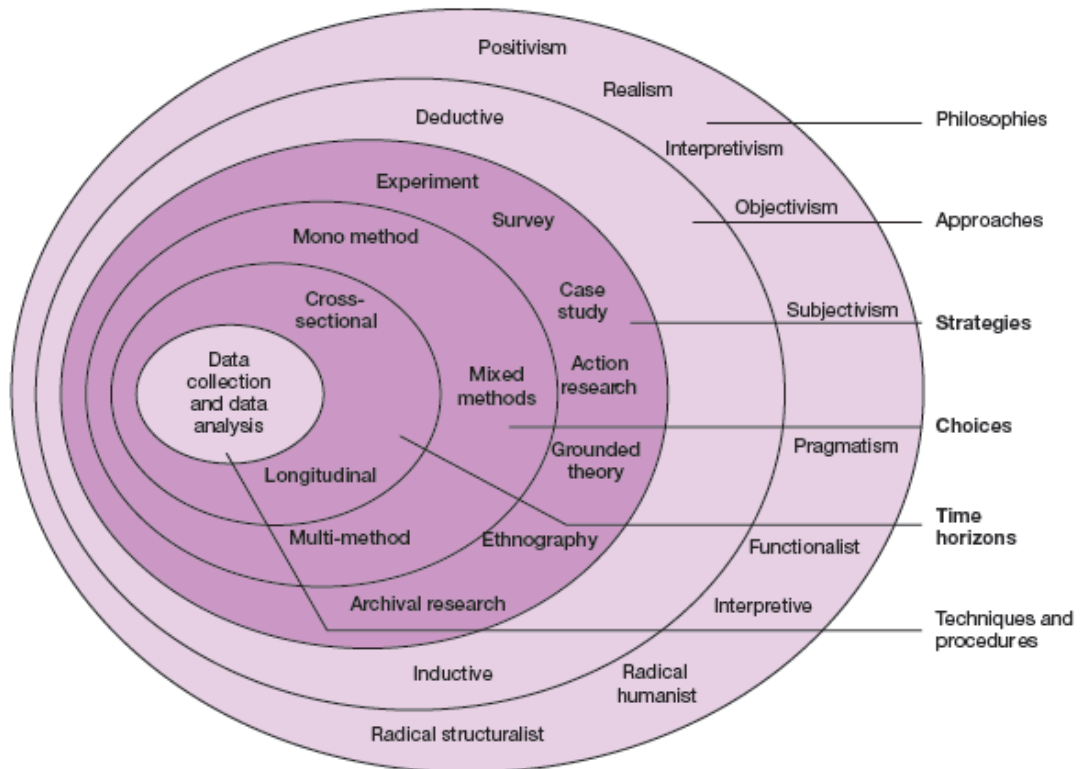 Positivism
Realism
Philosophies
Deductive
Interpretivism
Experiment
Objectivism
Survey
Approaches
Mono method
Case
study
Cross-
sectional
Subjectivism
Strategies
Data
collection
and data
analysis
Mixed
methods
Action
research
Choices
Pragmatism
Grounded
theory
Longitudinal
Time
horizons
Multi-method
Ethnography
Functionalist
Archival research
Interpretive
Techniques and
procedures
Inductive
Radical
humanist
Radical structuralist